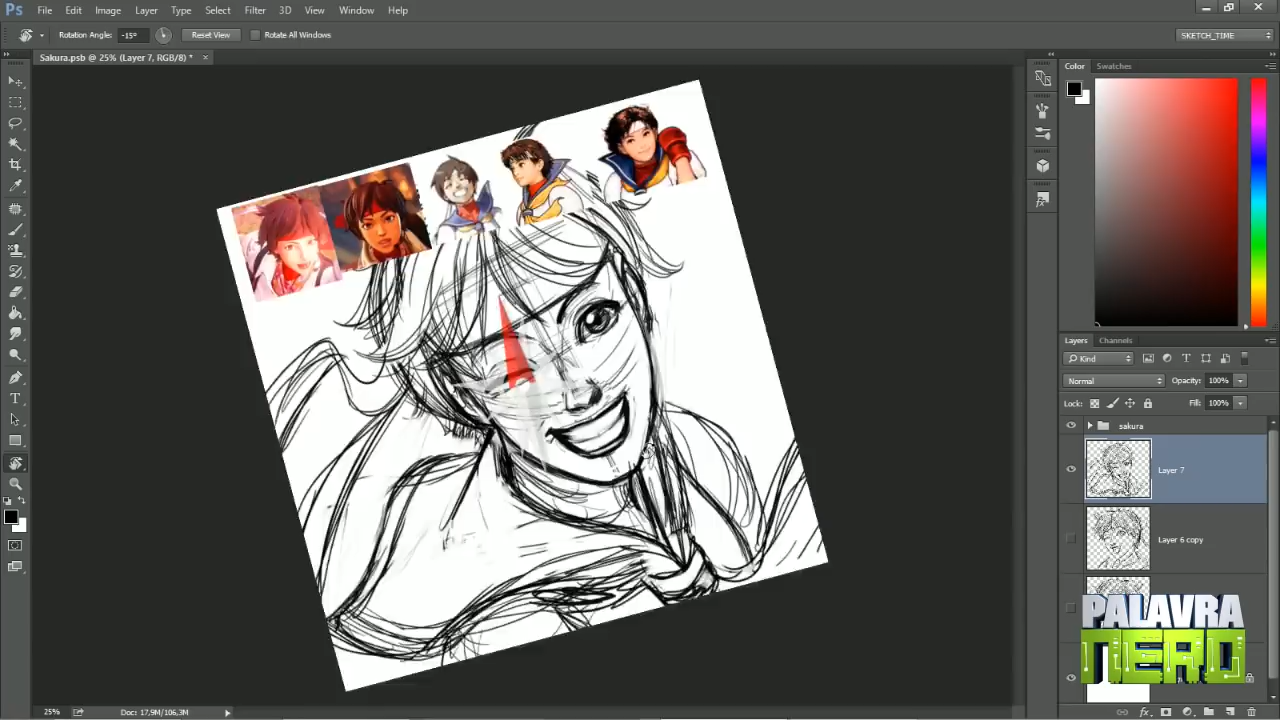 Ps File Edit Image Layer Type Select Filter 3D View Window Help
Rotation Angle: -15° Reset View Rotate All Windows SKETCH_TIME
Sakura.psb @ 25% (Layer 7, RGB/8) * ×
Color Swatches
Layers Channels
Kind
Normal Opacity: 100%
Lock: Fill: 100%
sakura
Layer 7
Layer 6 copy
PALAVRA
NERD
25% Doc: 17,9M/106,3M